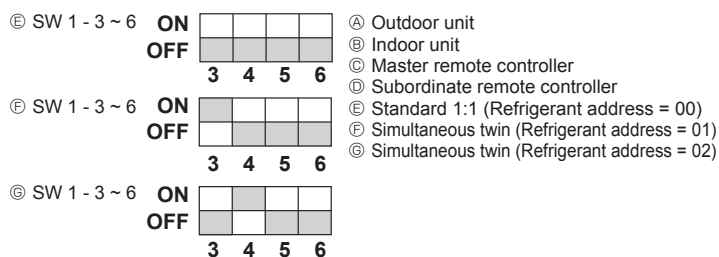 Ⓔ SW 1 - 3 ~ 6 ON
OFF
3 4 5 6
Ⓕ SW 1 - 3 ~ 6 ON
OFF
3 4 5 6
Ⓖ SW 1 - 3 ~ 6 ON
OFF
3 4 5 6
Ⓐ Outdoor unit
Ⓑ Indoor unit
Ⓒ Master remote controller
Ⓓ Subordinate remote controller
Ⓔ Standard 1:1 (Refrigerant address = 00)
Ⓕ Simultaneous twin (Refrigerant address = 01)
Ⓖ Simultaneous twin (Refrigerant address = 02)